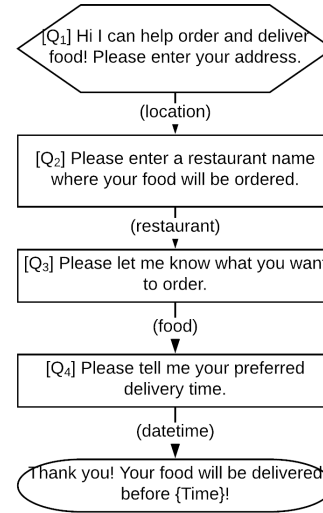 [Q₁] Hi I can help order and deliver
food! Please enter your address.
(location)
[Q₂] Please enter a restaurant name
where your food will be ordered.
(restaurant)
[Q₃] Please let me know what you want
to order.
(food)
[Q₄] Please tell me your preferred
delivery time.
(datetime)
Thank you! Your food will be delivered
before {Time}!